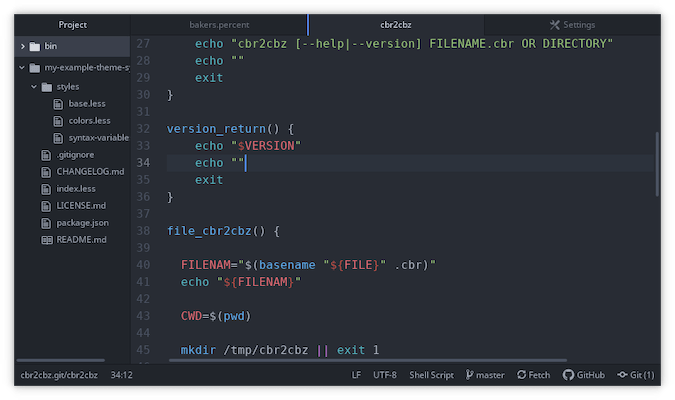 Project
bakers.percent
cbr2cbz
Settings
bin
my-example-theme-s
styles
base.less
colors.less
syntax-variable
.gitignore
CHANGELOG.md
index.less
LICENSE.md
package.json
README.md
27 echo "cbr2cbz [--help|--version] FILENAME.cbr OR DIRECTORY"
28 echo ""
29 exit
30 }
31
32 version_return() {
33 echo "$VERSION"
34 echo ""
35 exit
36 }
37
38 file_cbr2cbz() {
39
40 FILENAM="$(basename "${FILE}" .cbr)"
41 echo "${FILENAM}"
42
43 CWD=$(pwd)
44
45 mkdir /tmp/cbr2cbz || exit 1
cbr2cbz.git/cbr2cbz 34:12 LF UTF-8 Shell Script master Fetch GitHub Git (1)